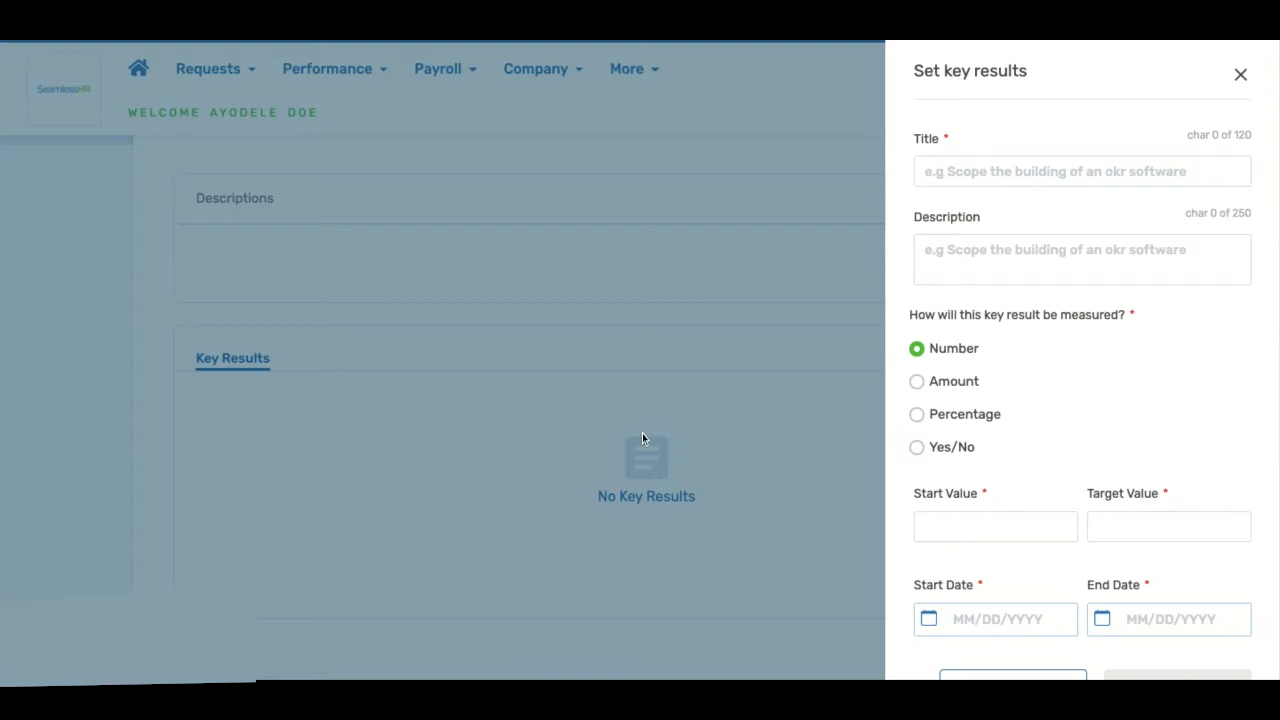 SeamlessHR
Requests Performance Payroll Company More
WELCOME AYODELE DOE
Descriptions
Key Results
No Key Results
Set key results
Title * char 0 of 120
e.g Scope the building of an okr software
Description char 0 of 250
e.g Scope the building of an okr software
How will this key result be measured? *
Number
Amount
Percentage
Yes/No
Start Value * Target Value *
Start Date * End Date *
MM/DD/YYYY MM/DD/YYYY